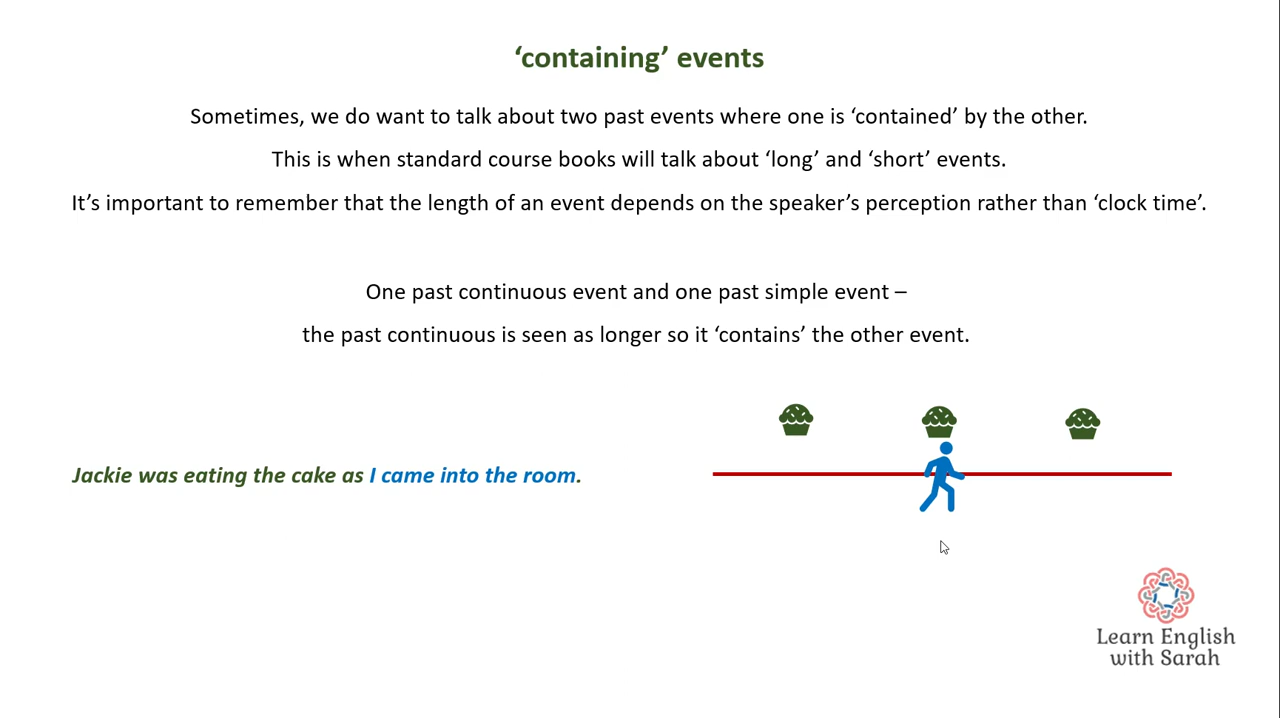 ‘containing’ events
Sometimes, we do want to talk about two past events where one is ‘contained’ by the other.
This is when standard course books will talk about ‘long’ and ‘short’ events.
It’s important to remember that the length of an event depends on the speaker’s perception rather than ‘clock time’.
One past continuous event and one past simple event –
the past continuous is seen as longer so it ‘contains’ the other event.
Jackie was eating the cake as I came into the room.
Learn English
with Sarah